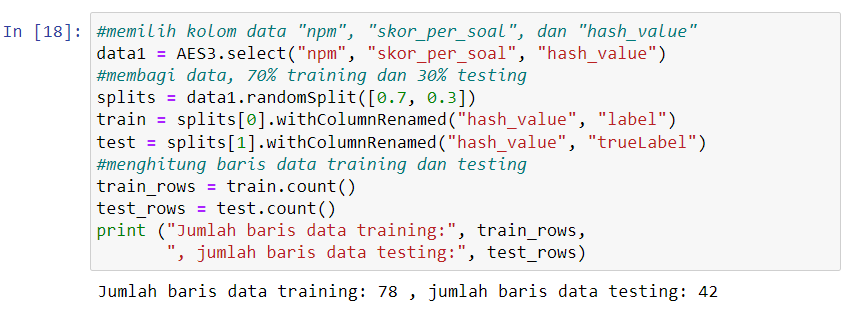 In [18]: #memilih kolom data "npm", "skor_per_soal", dan "hash_value"
data1 = AES3.select("npm", "skor_per_soal", "hash_value")
#membagi data, 70% training dan 30% testing
splits = data1.randomSplit([0.7, 0.3])
train = splits[0].withColumnRenamed("hash_value", "label")
test = splits[1].withColumnRenamed("hash_value", "trueLabel")
#menghitung baris data training dan testing
train_rows = train.count()
test_rows = test.count()
print ("Jumlah baris data training:", train_rows,
", jumlah baris data testing:", test_rows)
Jumlah baris data training: 78 , jumlah baris data testing: 42